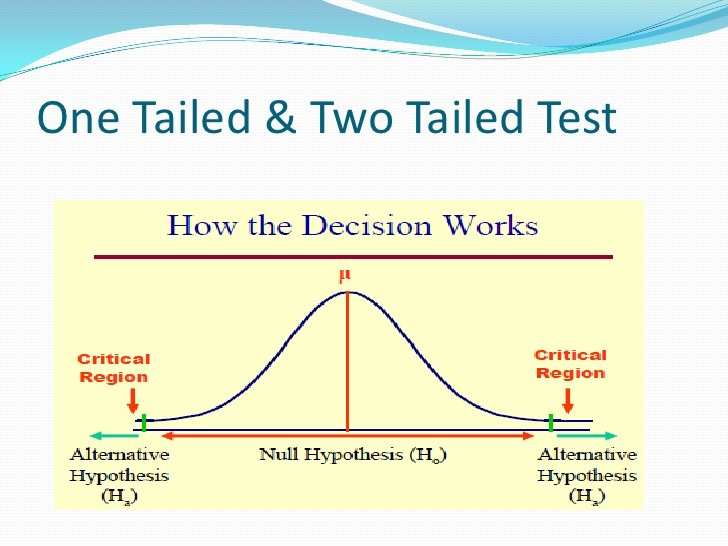 One Tailed & Two Tailed Test
How the Decision Works
μ
Critical
Region
Critical
Region
Alternative
Hypothesis
(Ha)
Null Hypothesis (Ho)
Alternative
Hypothesis
(Ha)